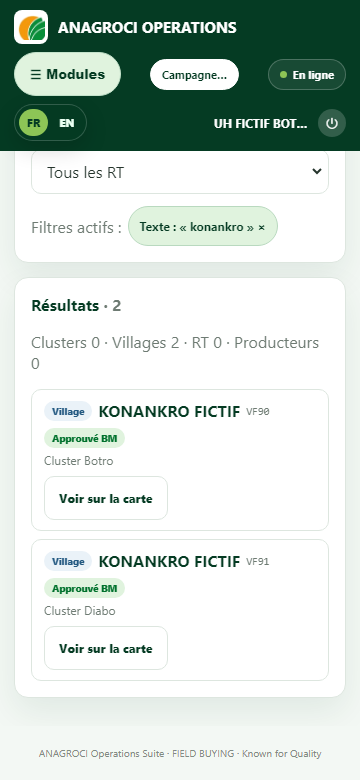 ANAGROCI OPERATIONS
☰ Modules
Campagne...
En ligne
FR
EN
UH FICTIF BOT...
Tous les RT
Filtres actifs :
Texte : « konankro » ×
Résultats · 2
Clusters 0 · Villages 2 · RT 0 · Producteurs
0
Village KONANKRO FICTIF VF90
Approuvé BM
Cluster Botro
Voir sur la carte
Village KONANKRO FICTIF VF91
Approuvé BM
Cluster Diabo
Voir sur la carte
ANAGROCI Operations Suite · FIELD BUYING · Known for Quality